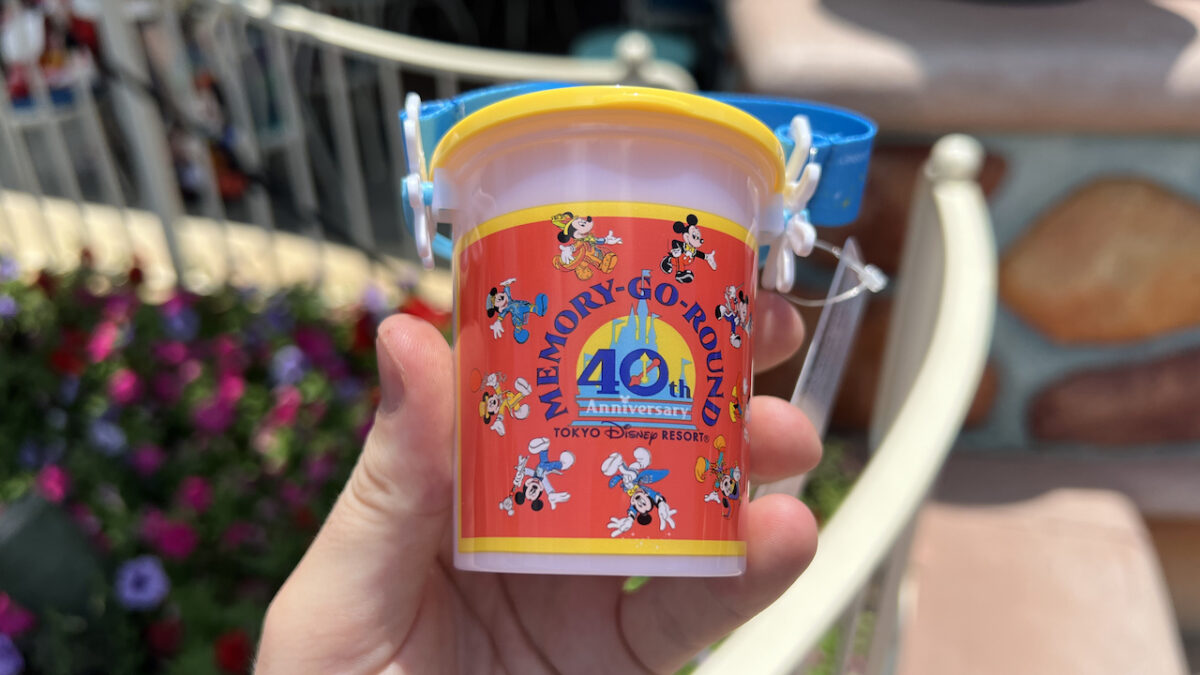 MEMORY-GO-ROUND
40th
Anniversary
TOKYO Disney RESORT®